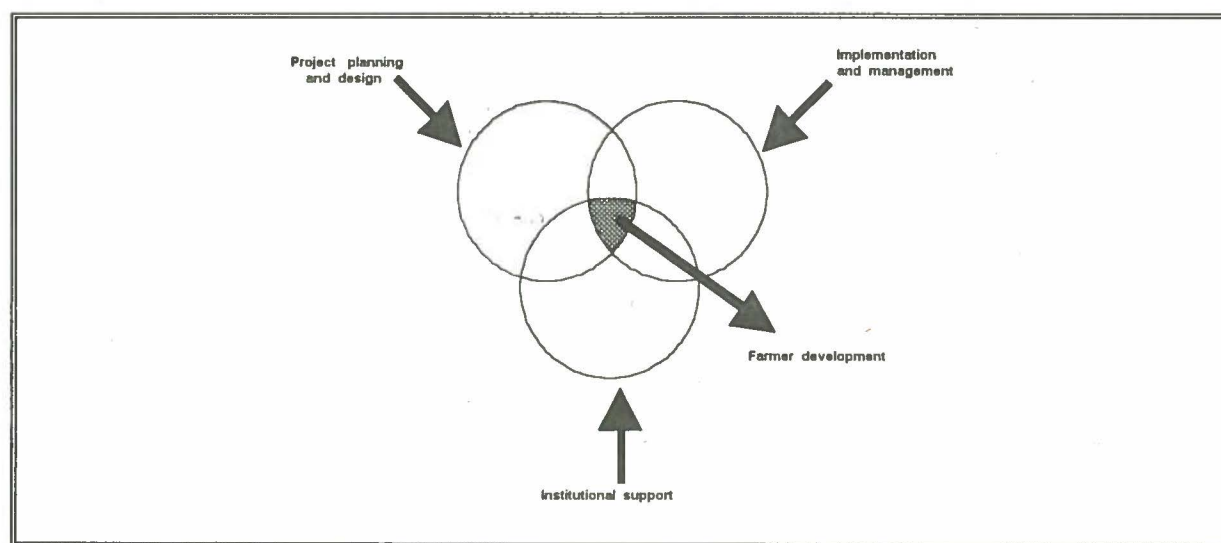 Project planning
and design
Implementation
and management
Farmer development
Institutional support